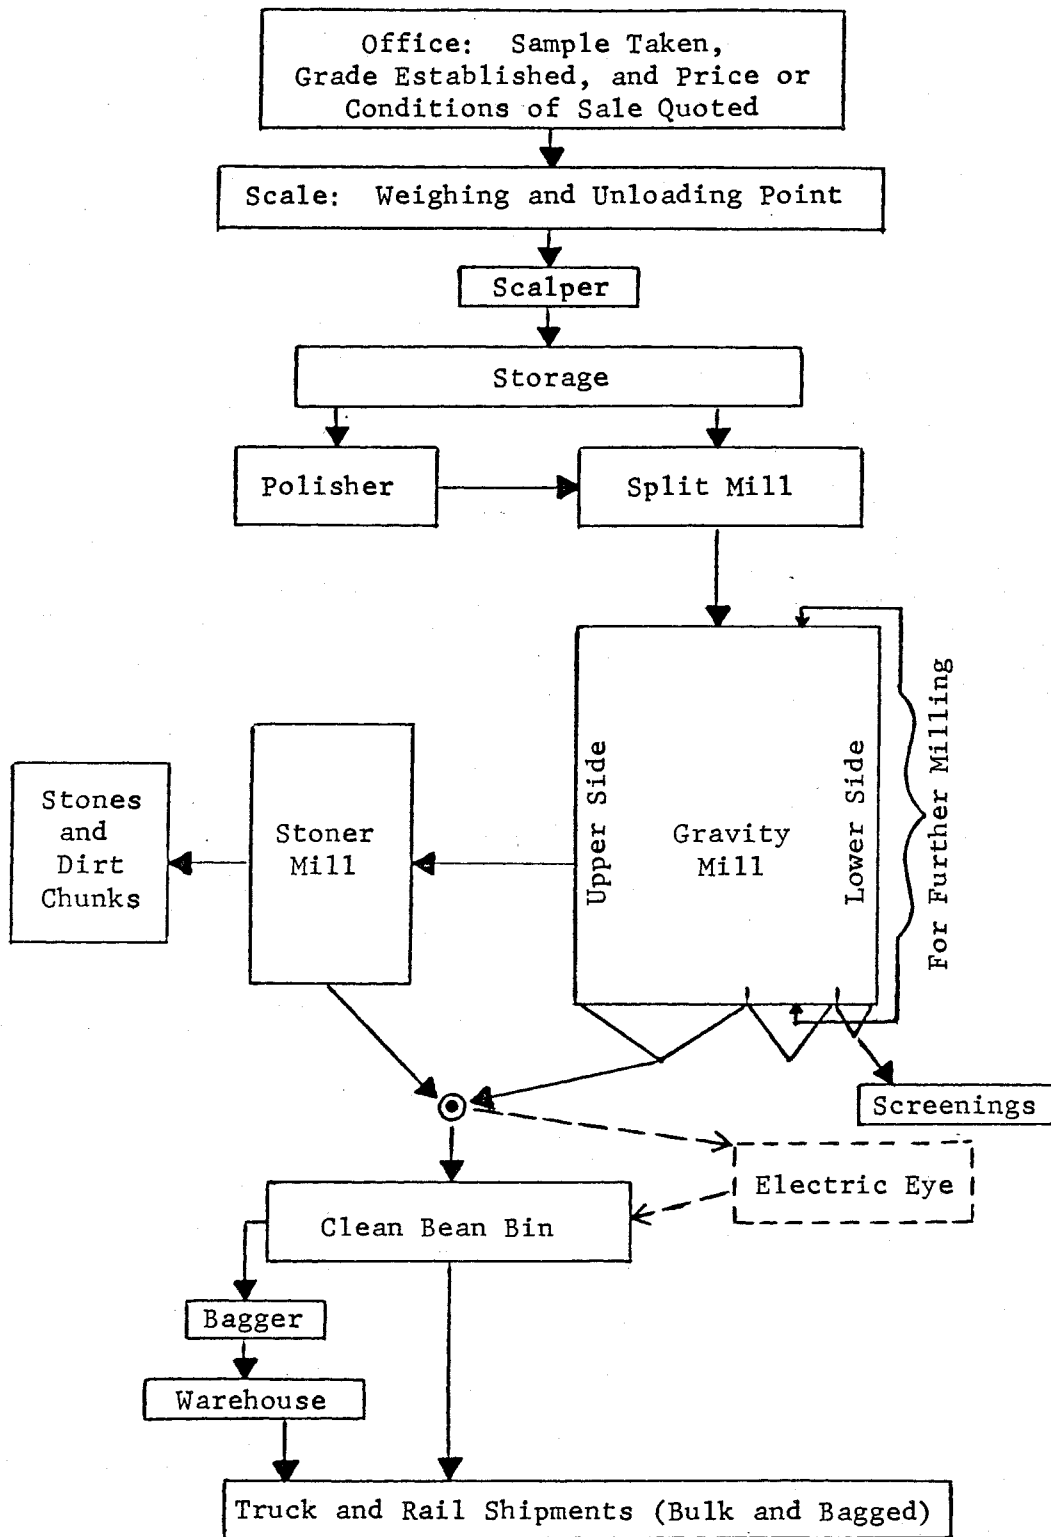 Office: Sample Taken,
Grade Established, and Price or
Conditions of Sale Quoted
Scale: Weighing and Unloading Point
Scalper
Storage
Polisher
Split Mill
Stones
and
Dirt
Chunks
Stoner
Mill
Upper Side
Gravity
Mill
Lower Side
For Further Milling
Screenings
Electric Eye
Clean Bean Bin
Bagger
Warehouse
Truck and Rail Shipments (Bulk and Bagged)